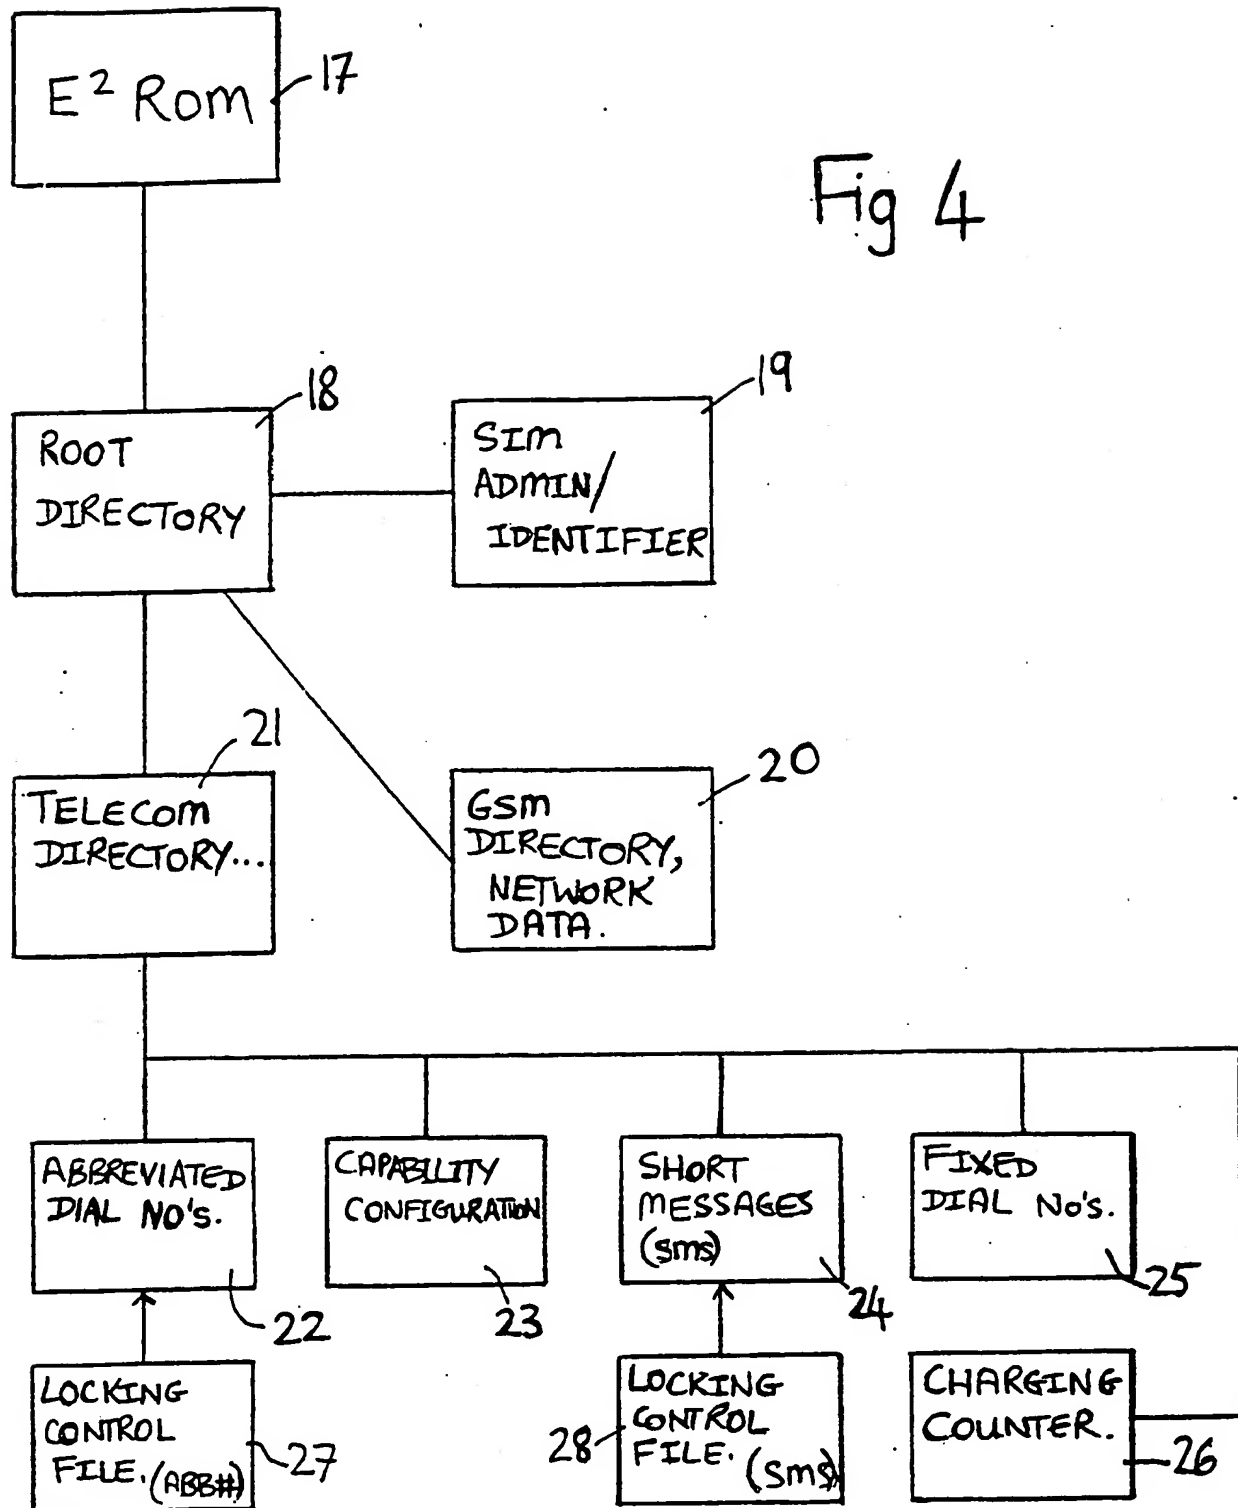 E² Rom
17
Fig 4
18
ROOT
DIRECTORY
19
SIM
ADMIN/
IDENTIFIER
21
TELECOM
DIRECTORY...
20
GSM
DIRECTORY,
NETWORK
DATA.
ABBREVIATED
DIAL NO'S.
22
CAPABILITY
CONFIGURATION
23
SHORT
MESSAGES
(SMS)
24
FIXED
DIAL No's.
25
LOCKING
CONTROL
FILE. (ABB#)
27
28
LOCKING
CONTROL
FILE. (SMS)
CHARGING
COUNTER.
26